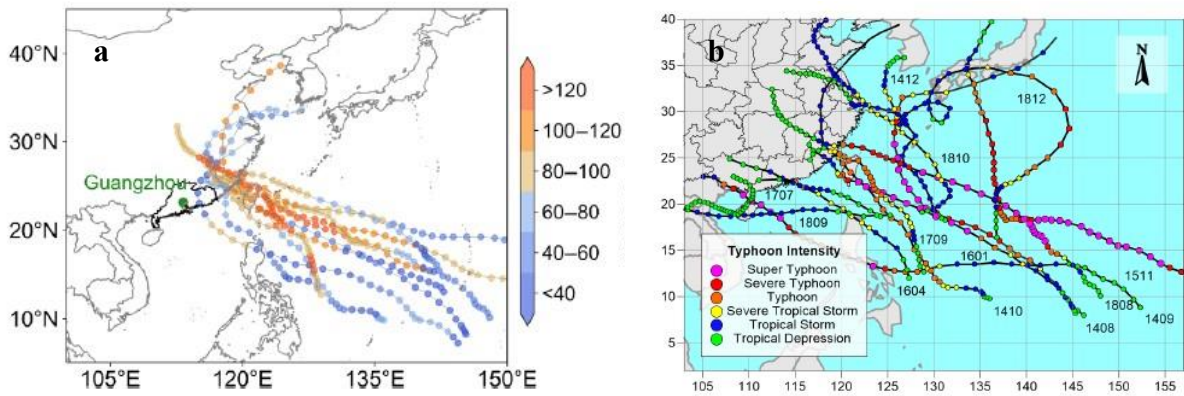 a
40°N
30°N
20°N
10°N
105°E
120°E
135°E
150°E
Guangzhou
>120
100–120
80–100
60–80
40–60
<40
b
N
40
35
30
25
20
15
10
5
105
110
115
120
125
130
135
140
145
150
155
1412
1812
1810
1707
1809
1709
1601
1604
1410
1511
1808
1408
1409
Typhoon Intensity
Super Typhoon
Severe Typhoon
Typhoon
Severe Tropical Storm
Tropical Storm
Tropical Depression